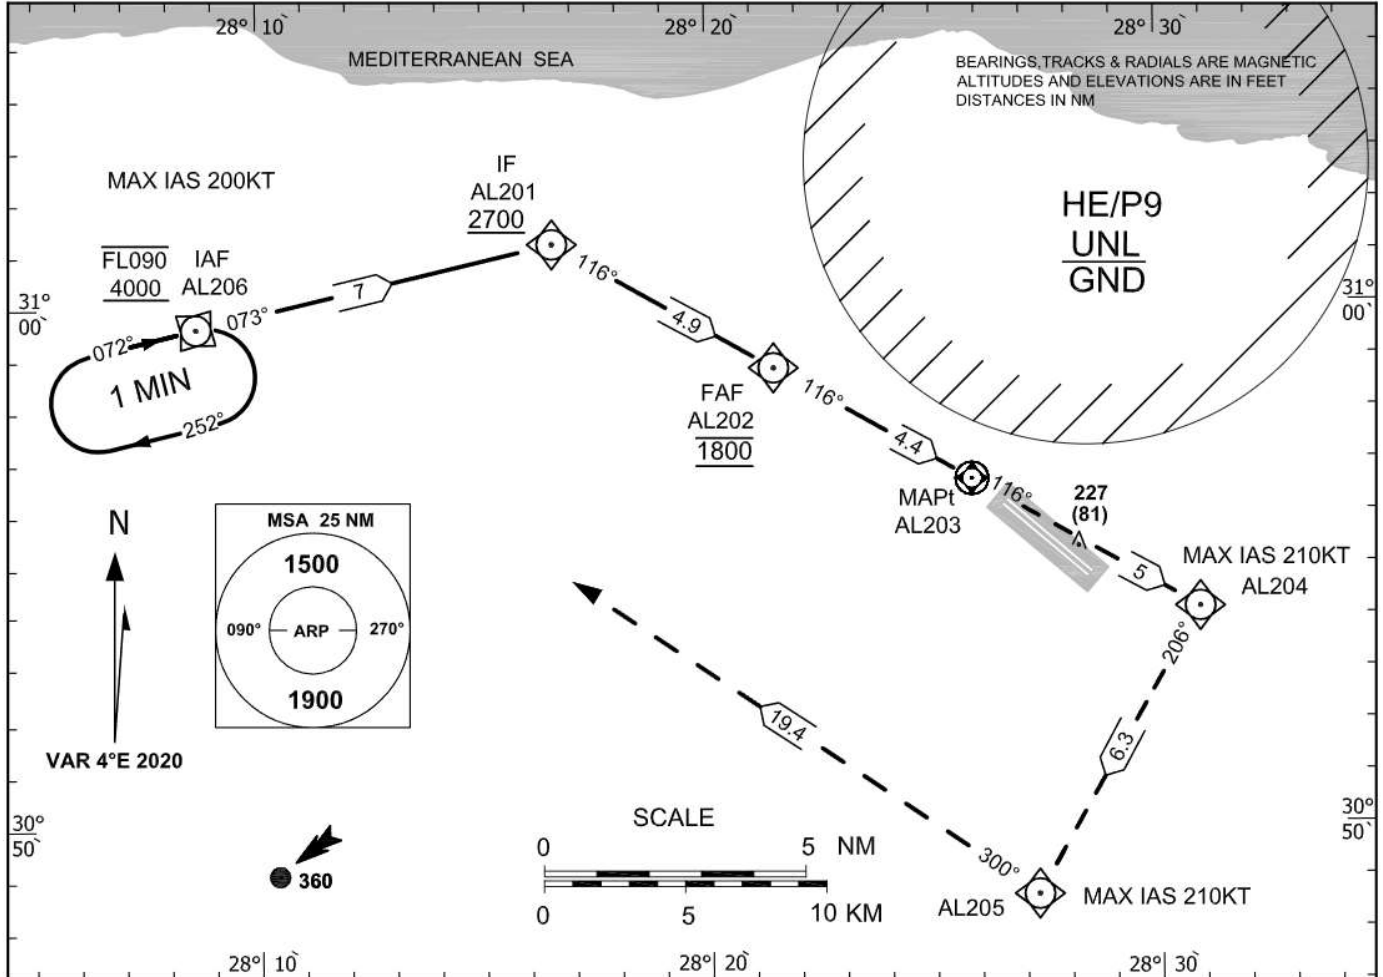 28° 10`
28° 20`
28° 30`
MEDITERRANEAN SEA
BEARINGS,TRACKS & RADIALS ARE MAGNETIC
ALTITUDES AND ELEVATIONS ARE IN FEET
DISTANCES IN NM
MAX IAS 200KT
IF
AL201
2700
HE/P9
UNL
GND
FL090
4000
IAF
AL206
31°
00`
31°
00`
073°
7
116°
4.9
072°
1 MIN
252°
FAF
AL202
1800
116°
4.4
MAPt
AL203
116°
227
(81)
5
MAX IAS 210KT
AL204
N
VAR 4°E 2020
MSA 25 NM
1500
090°
ARP
270°
1900
206°
6.3
19.4
300°
AL205
MAX IAS 210KT
30°
50`
30°
50`
360
SCALE
0
5
NM
0
5
10 KM
28° 10`
28° 20`
28° 30`